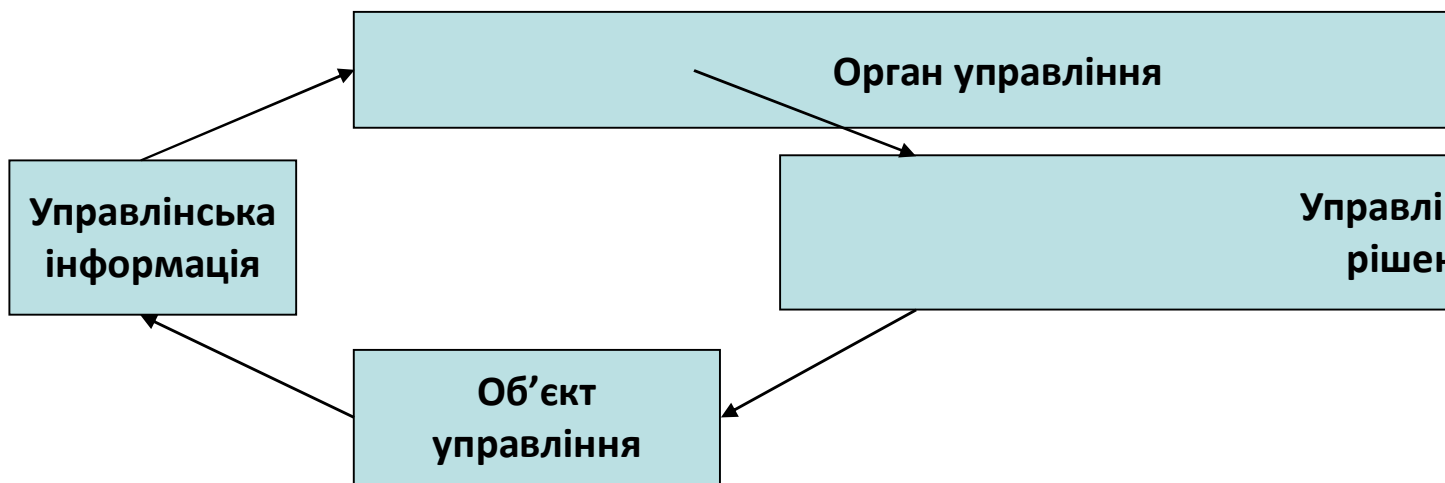 Орган управління
Управлінська
інформація
Об’єкт
управління